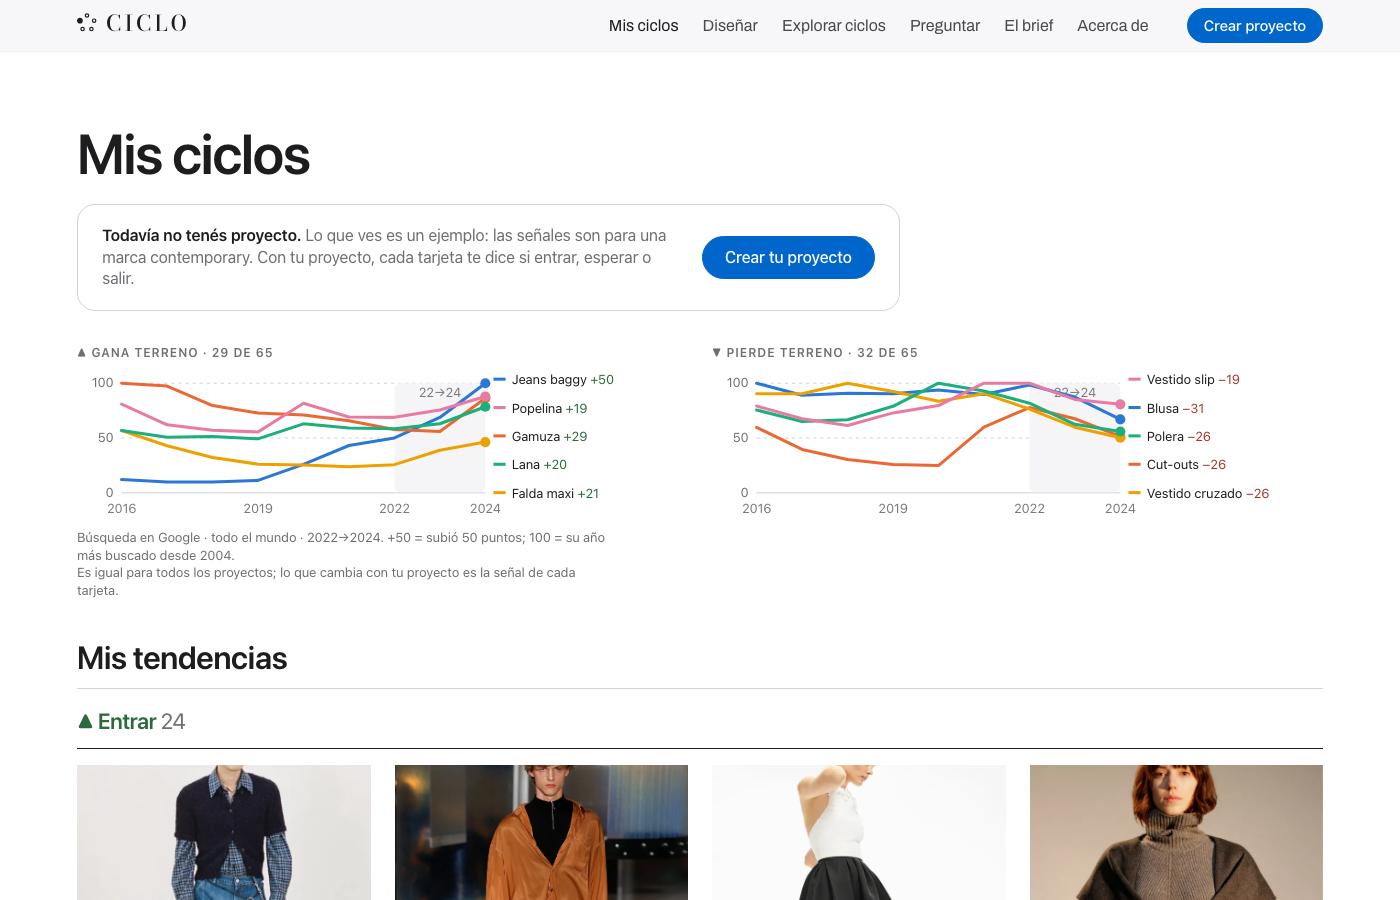 CICLO
Mis ciclos
Diseñar
Explorar ciclos
Preguntar
El brief
Acerca de
Crear proyecto
Mis ciclos
Todavía no tenés proyecto. Lo que ves es un ejemplo: las señales son para una
marca contemporary. Con tu proyecto, cada tarjeta te dice si entrar, esperar o
salir.
Crear tu proyecto
▲ GANA TERRENO · 29 DE 65
100
50
0
22→24
2016
2019
2022
2024
Jeans baggy +50
Popelina +19
Gamuza +29
Lana +20
Falda maxi +21
Búsqueda en Google · todo el mundo · 2022→2024. +50 = subió 50 puntos; 100 = su año
más buscado desde 2004.
Es igual para todos los proyectos; lo que cambia con tu proyecto es la señal de cada
tarjeta.
▼ PIERDE TERRENO · 32 DE 65
100
50
0
22→24
2016
2019
2022
2024
Vestido slip −19
Blusa −31
Polera −26
Cut-outs −26
Vestido cruzado −26
Mis tendencias
▲ Entrar 24